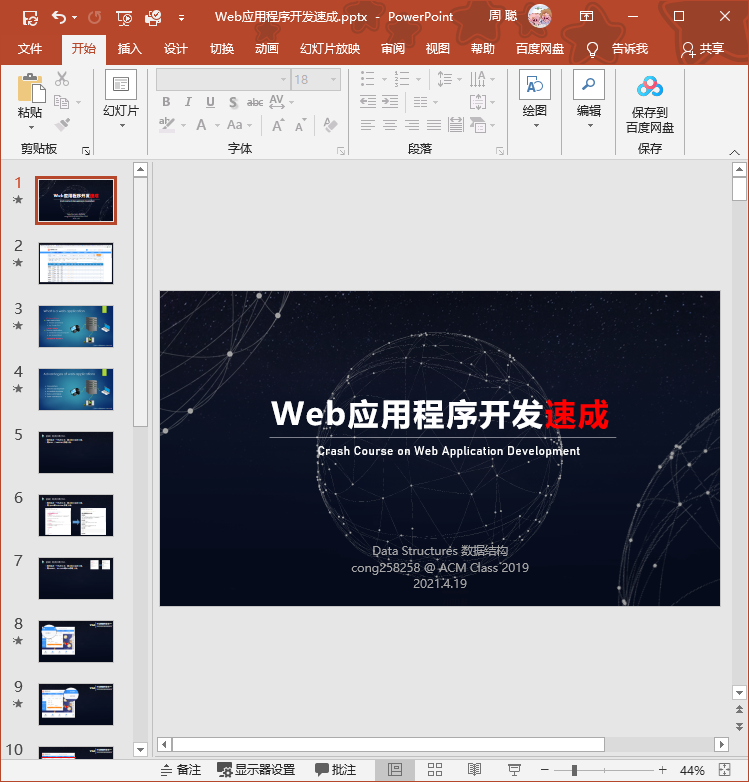 Web应用程序开发速成.pptx - PowerPoint
周 聪
文件 开始 插入 设计 切换 动画 幻灯片放映 审阅 视图 帮助 百度网盘 告诉我 共享
粘贴
剪贴板
幻灯片
18
B I U S abc AV
A Aa A A
字体
段落
绘图
编辑
保存到
百度网盘
保存
1
2
3
4
5
6
7
8
9
10
Web应用程序开发速成
Crash Course on Web Application Development
Data Structures 数据结构
cong258258 @ ACM Class 2019
2021.4.19
备注 显示器设置 批注 44%